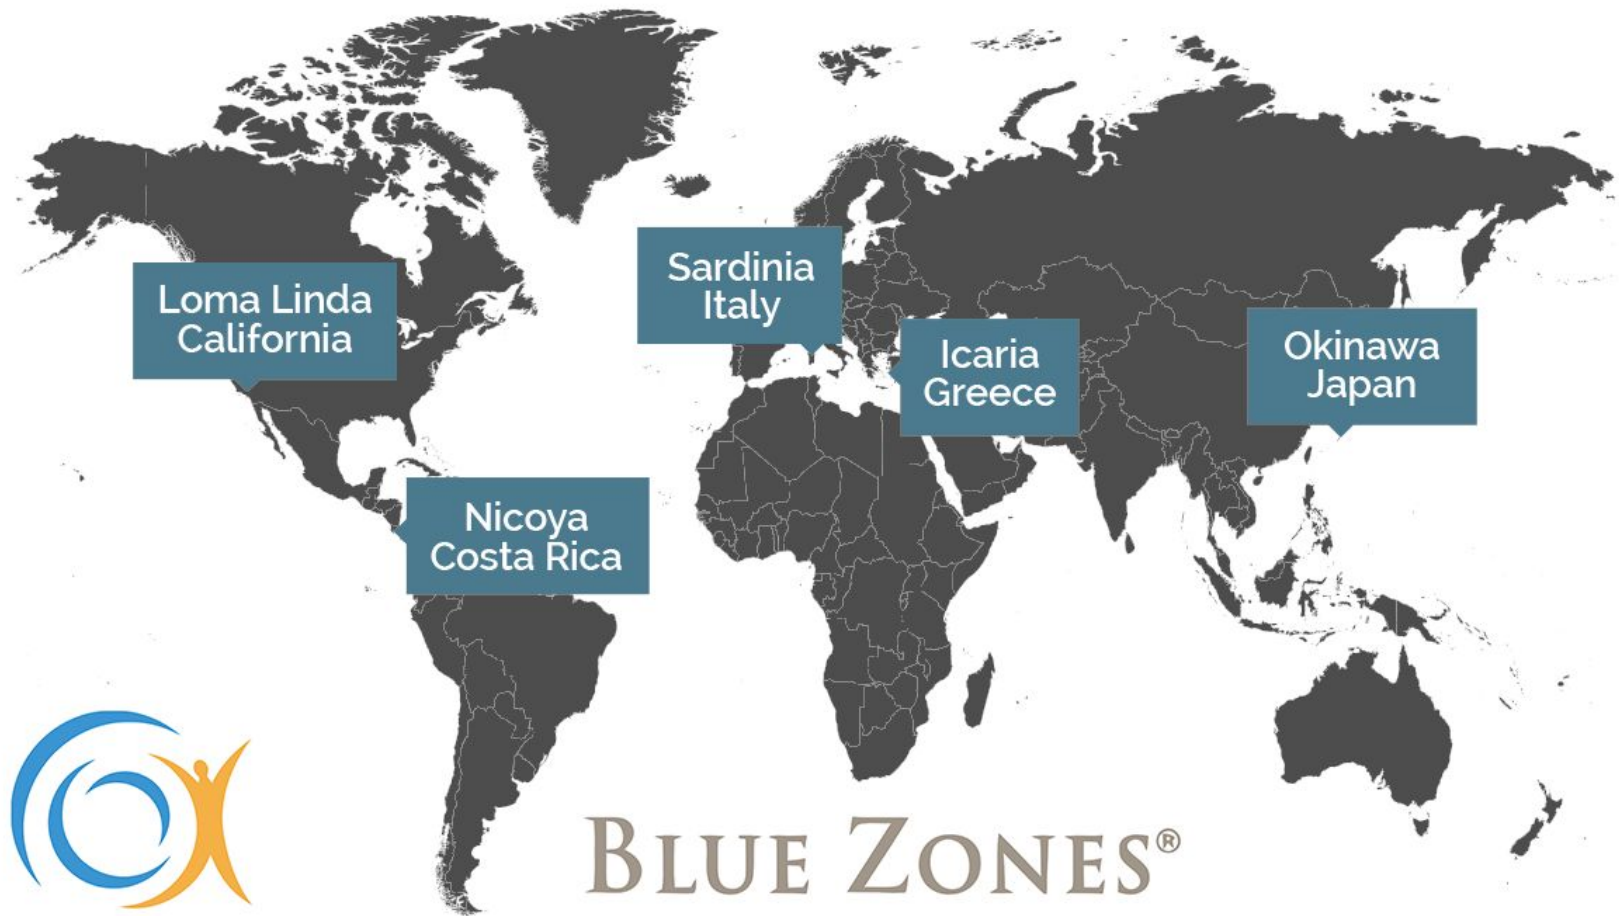 Sardinia
Italy
Loma Linda
California
Icaria
Greece
Okinawa
Japan
Nicoya
Costa Rica
BLUE ZONES®